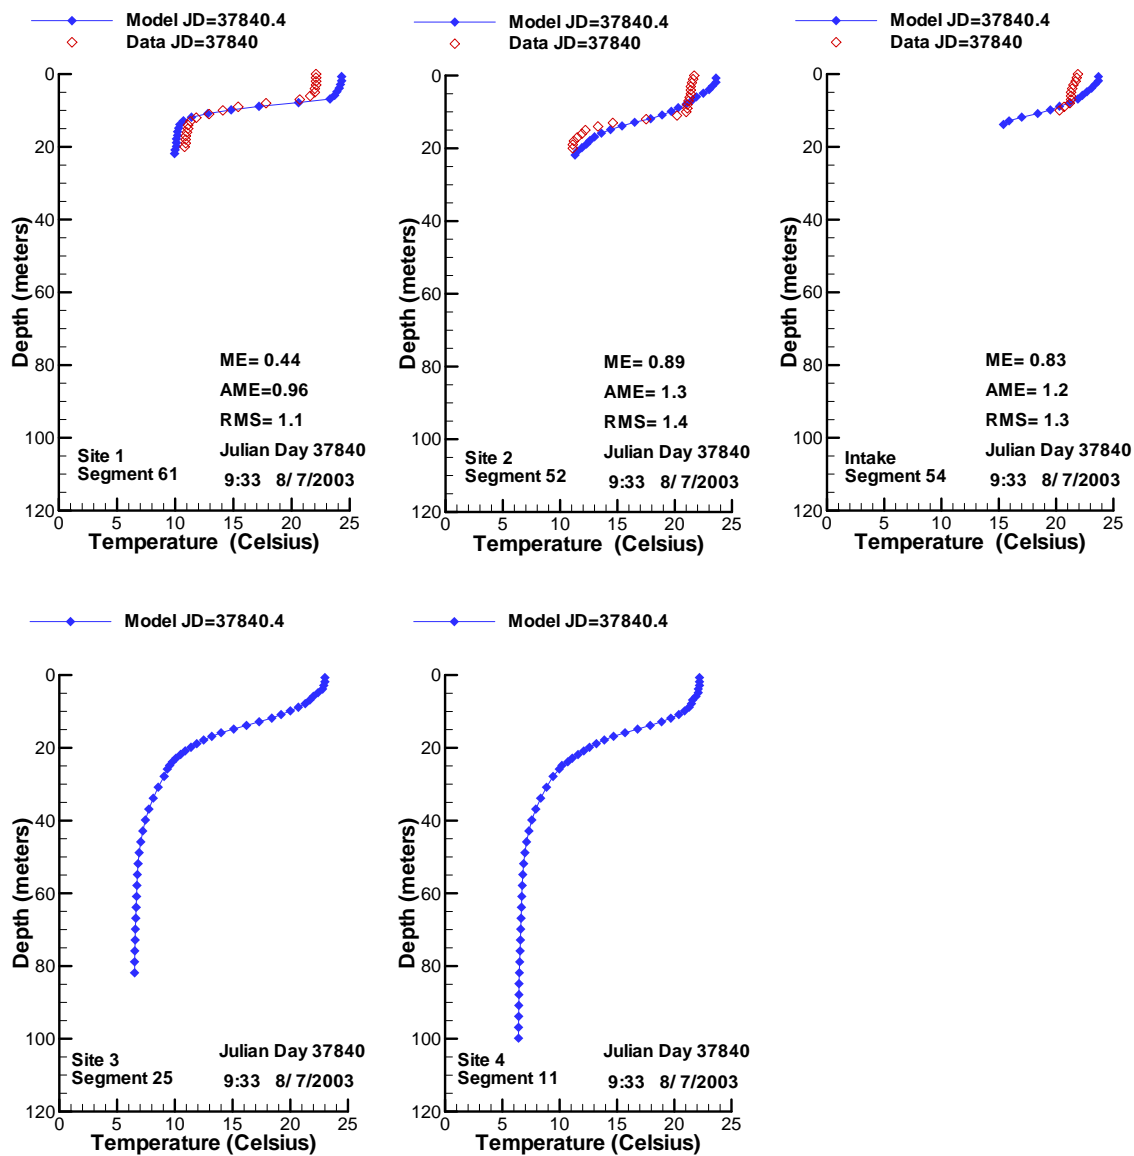 Model JD=37840.4
Data JD=37840
0
20
40
60
80
100
120
Depth (meters)
ME= 0.44
AME=0.96
RMS= 1.1
Julian Day 37840
Site 1
Segment 61
9:33 8/ 7/2003
0 5 10 15 20 25
Temperature (Celsius)
Model JD=37840.4
Data JD=37840
0
20
40
60
80
100
120
Depth (meters)
ME= 0.89
AME= 1.3
RMS= 1.4
Julian Day 37840
Site 2
Segment 52
9:33 8/ 7/2003
0 5 10 15 20 25
Temperature (Celsius)
Model JD=37840.4
Data JD=37840
0
20
40
60
80
100
120
Depth (meters)
ME= 0.83
AME= 1.2
RMS= 1.3
Julian Day 37840
Intake
Segment 54
9:33 8/ 7/2003
0 5 10 15 20 25
Temperature (Celsius)
Model JD=37840.4
0
20
40
60
80
100
120
Depth (meters)
Julian Day 37840
Site 3
Segment 25
9:33 8/ 7/2003
0 5 10 15 20 25
Temperature (Celsius)
Model JD=37840.4
0
20
40
60
80
100
120
Depth (meters)
Julian Day 37840
Site 4
Segment 11
9:33 8/ 7/2003
0 5 10 15 20 25
Temperature (Celsius)